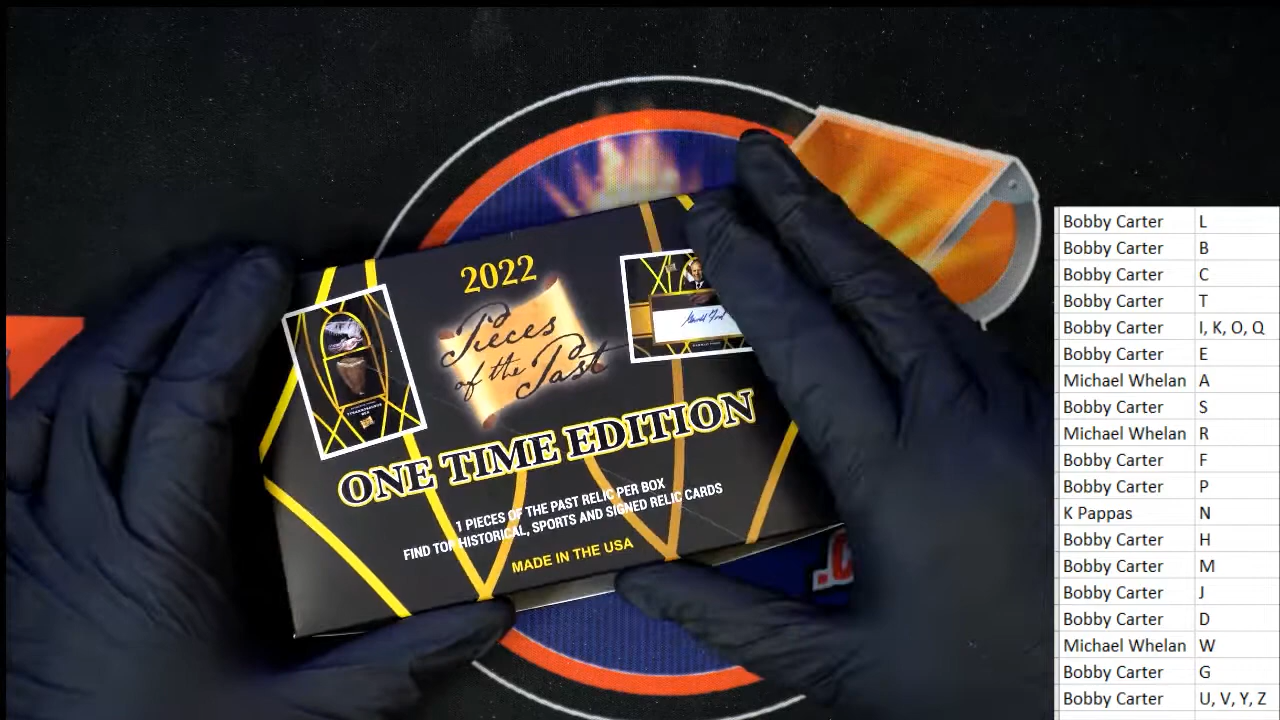 2022
Pieces
of the Past
ONE TIME EDITION
1 PIECES OF THE PAST RELIC PER BOX
FIND TOP HISTORICAL, SPORTS AND SIGNED RELIC CARDS
MADE IN THE USA
TYRANNOSAURUS
REX
Bobby Carter L
Bobby Carter B
Bobby Carter C
Bobby Carter T
Bobby Carter I, K, O, Q
Bobby Carter E
Michael Whelan A
Bobby Carter S
Michael Whelan R
Bobby Carter F
Bobby Carter P
K Pappas N
Bobby Carter H
Bobby Carter M
Bobby Carter J
Bobby Carter D
Michael Whelan W
Bobby Carter G
Bobby Carter U, V, Y, Z